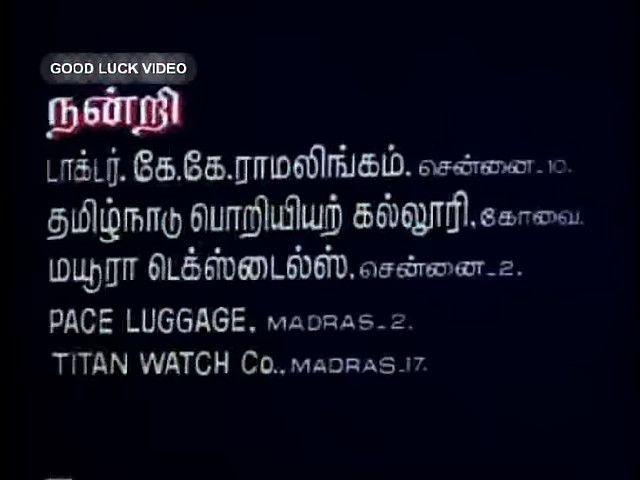 GOOD LUCK VIDEO
நன்றி
டாக்டர். கே.கே.ராமலிங்கம். சென்னை-10.
தமிழ்நாடு பொறியியற் கல்லூரி, கோவை.
மயூரா டெக்ஸ்டைல்ஸ், சென்னை-2.
PACE LUGGAGE, MADRAS-2.
TITAN WATCH Co., MADRAS-17.